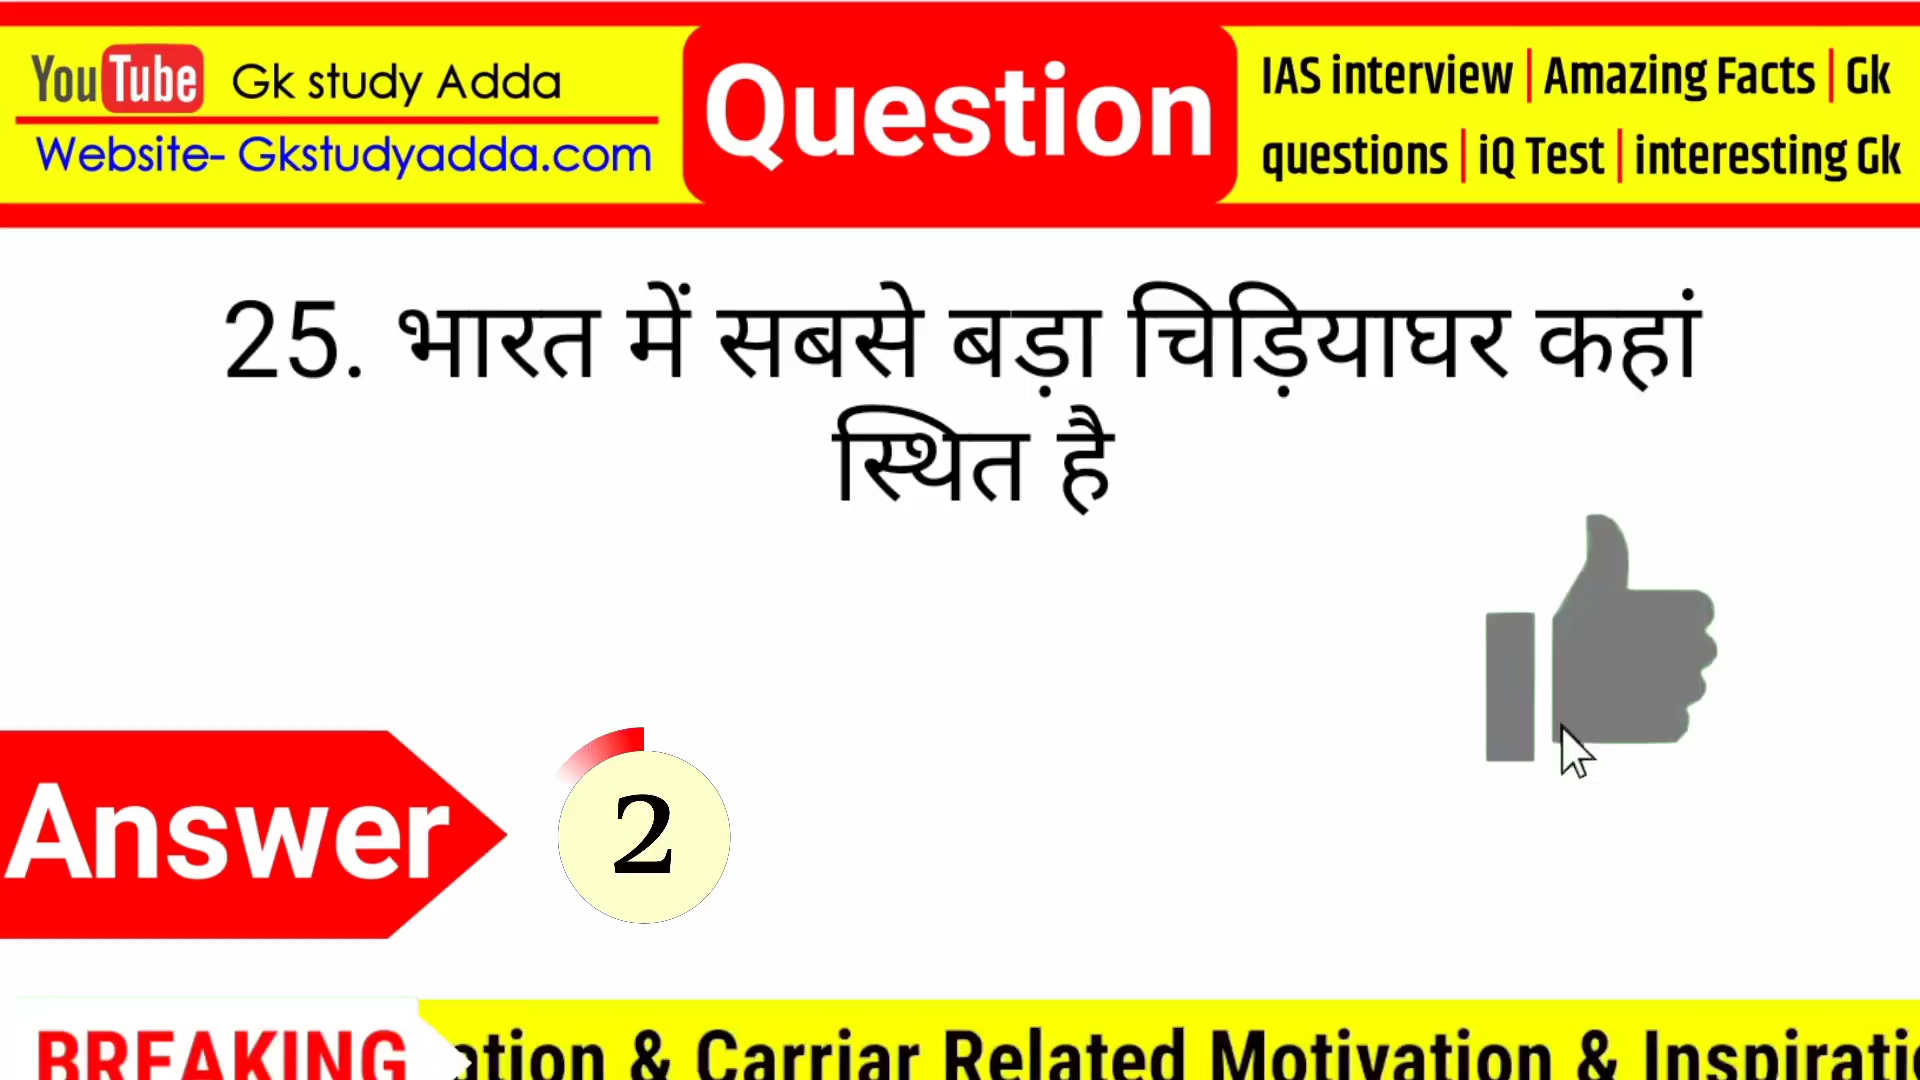 YouTube Gk study Adda
Website- Gkstudyadda.com
Question
IAS interview | Amazing Facts | Gk
questions | iQ Test | interesting Gk
25. भारत में सबसे बड़ा चिड़ियाघर कहां
स्थित है
Answer
2
BREAKING
ation & Carriar Related Motivation & Inspirati